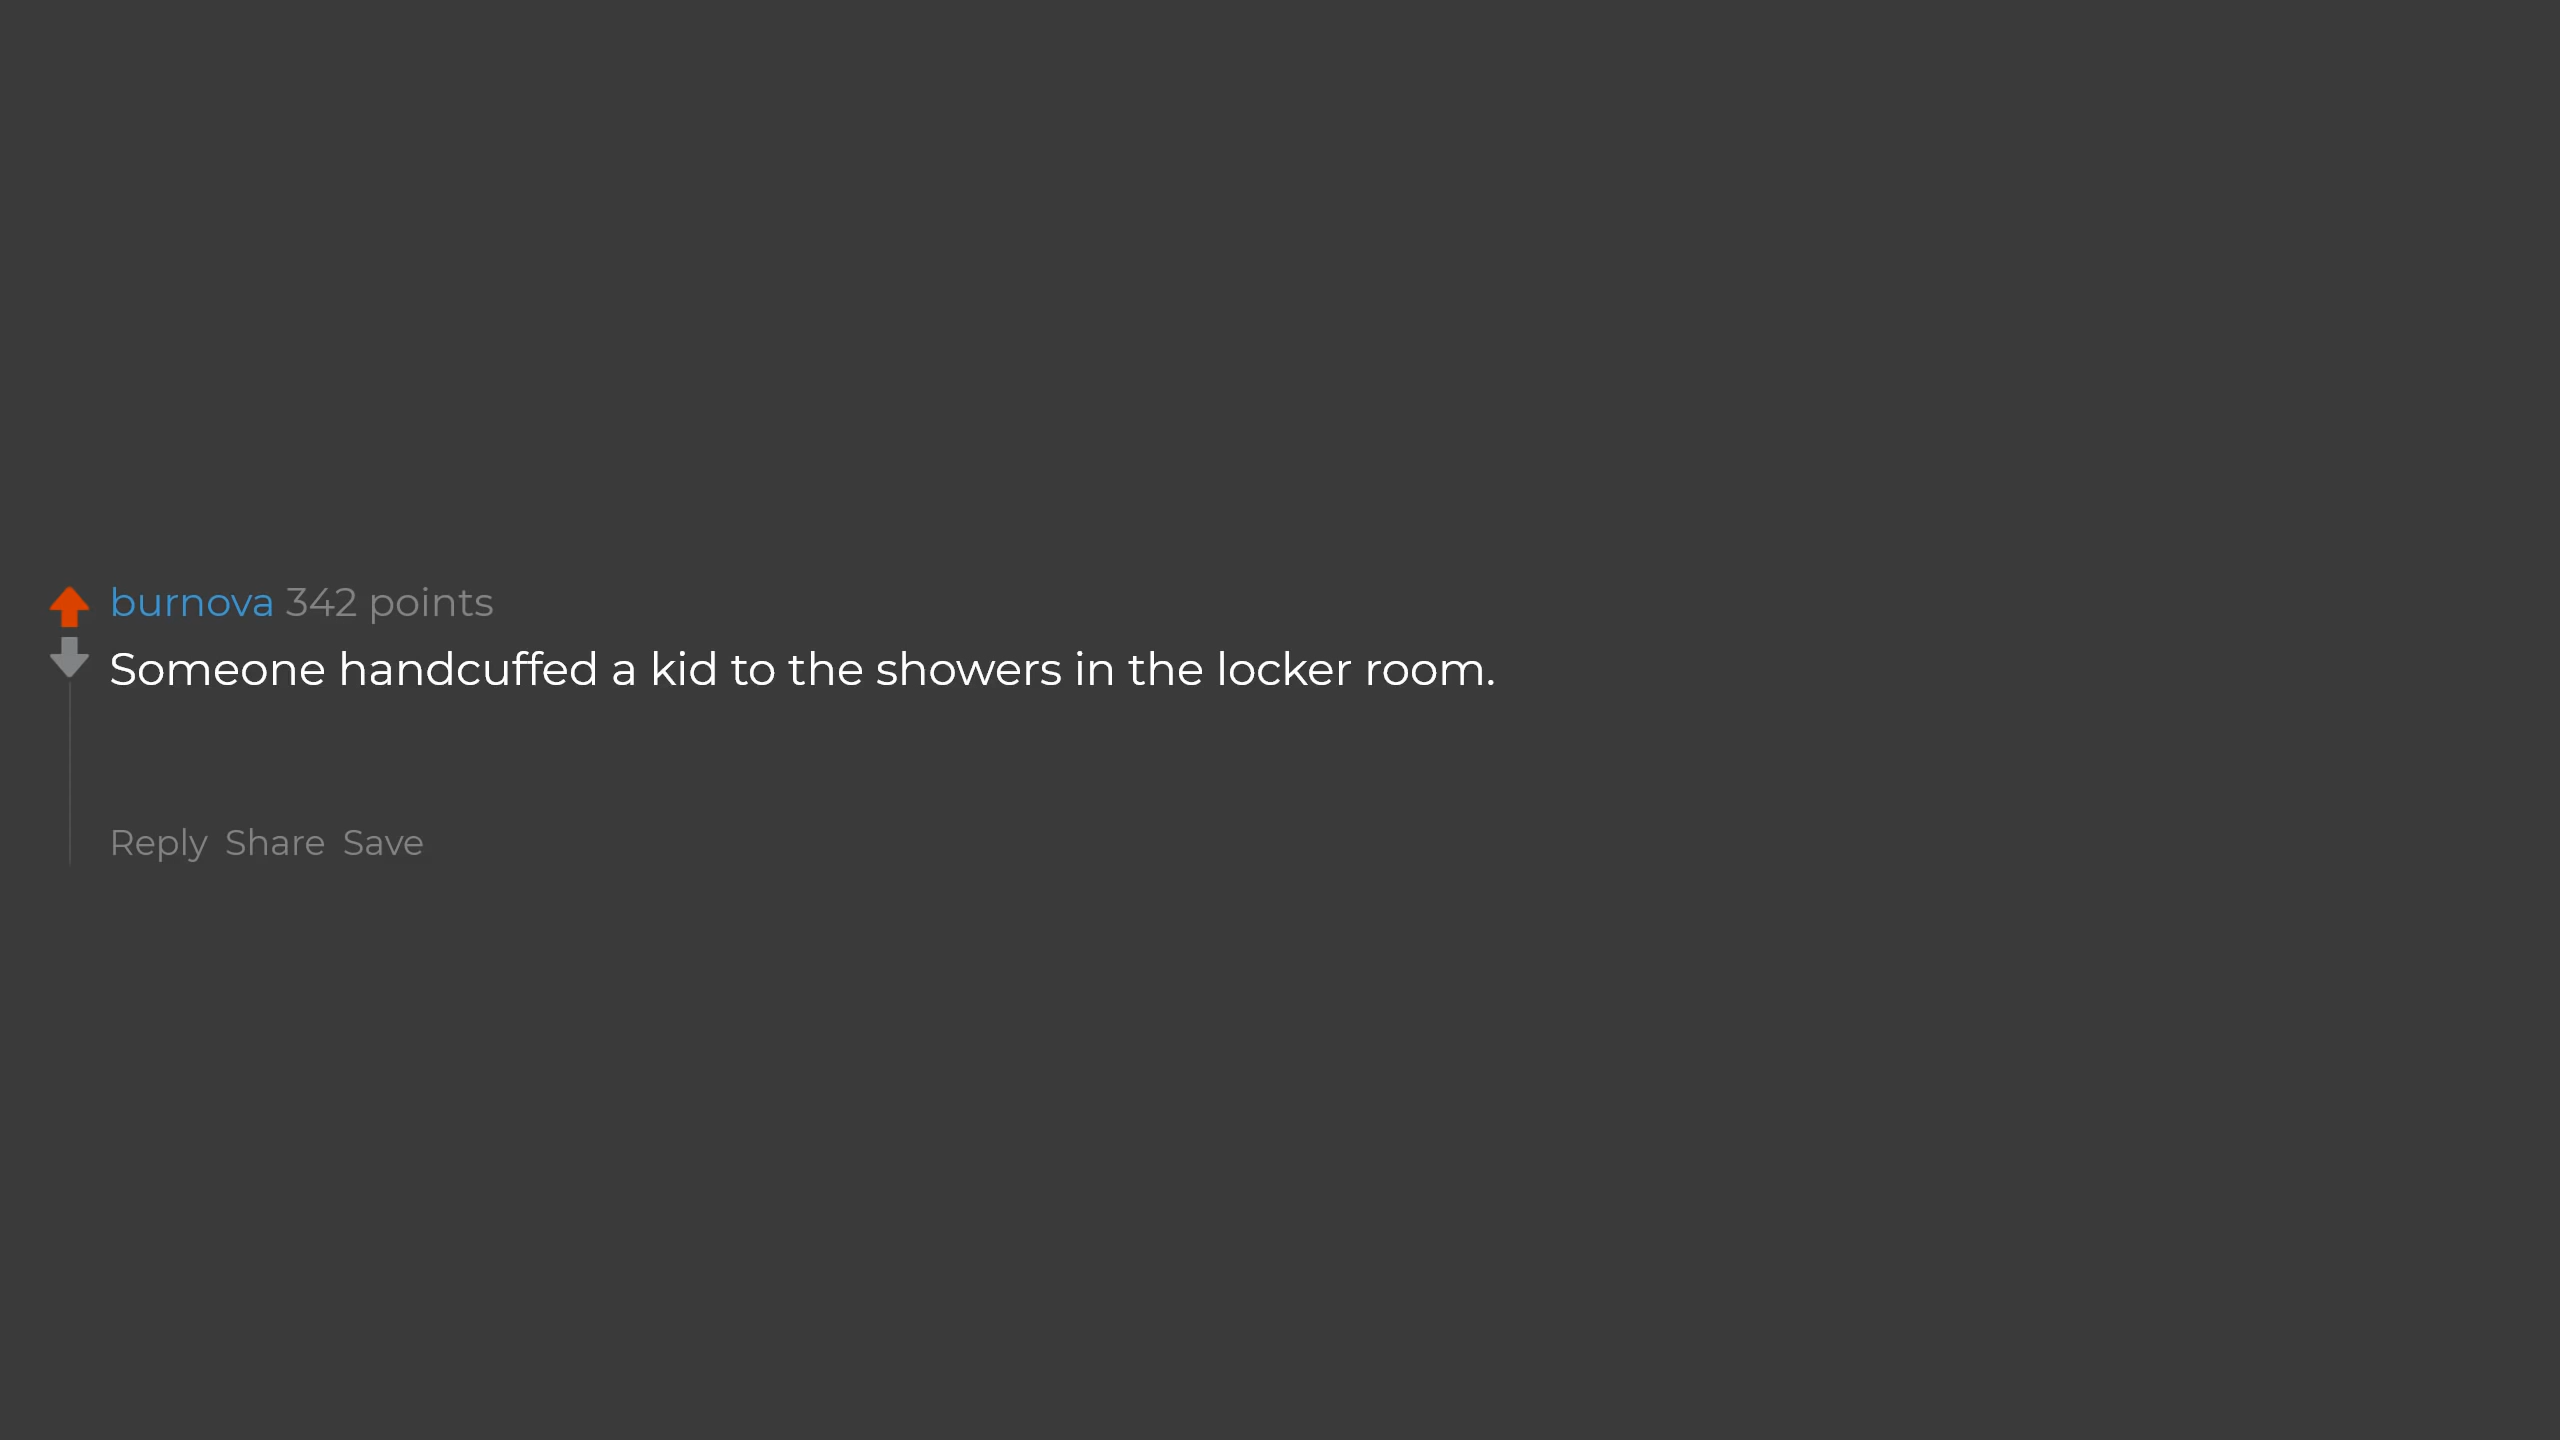 burnova 342 points
Someone handcuffed a kid to the showers in the locker room.
Reply Share Save